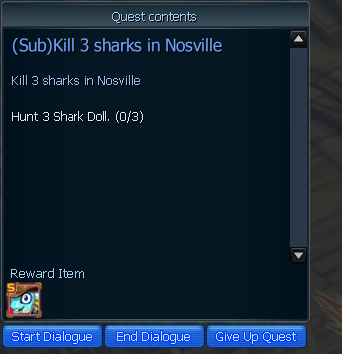 Quest contents
(Sub)Kill 3 sharks in Nosville
Kill 3 sharks in Nosville
Hunt 3 Shark Doll. (0/3)
Reward Item
S
Start Dialogue End Dialogue Give Up Quest